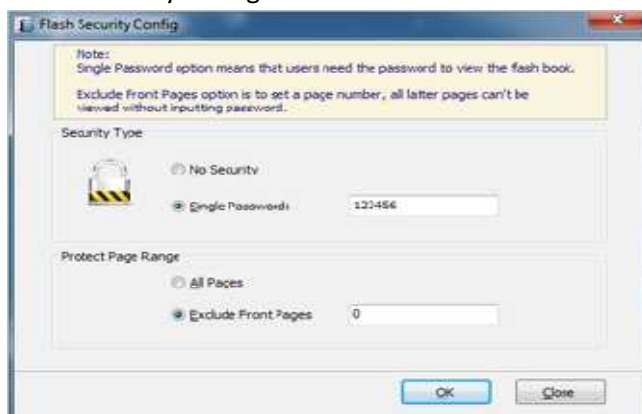 Flash Security Config
Note:
Single Password option means that users need the password to view the fash book.
Exclude Front Pages option is to set a page number, all latter pages can't be
viewed without inputting password.
Security Type
No Security
Single Password: 123456
Protect Page Range
All Pages
Exclude Front Pages 0
OK Close